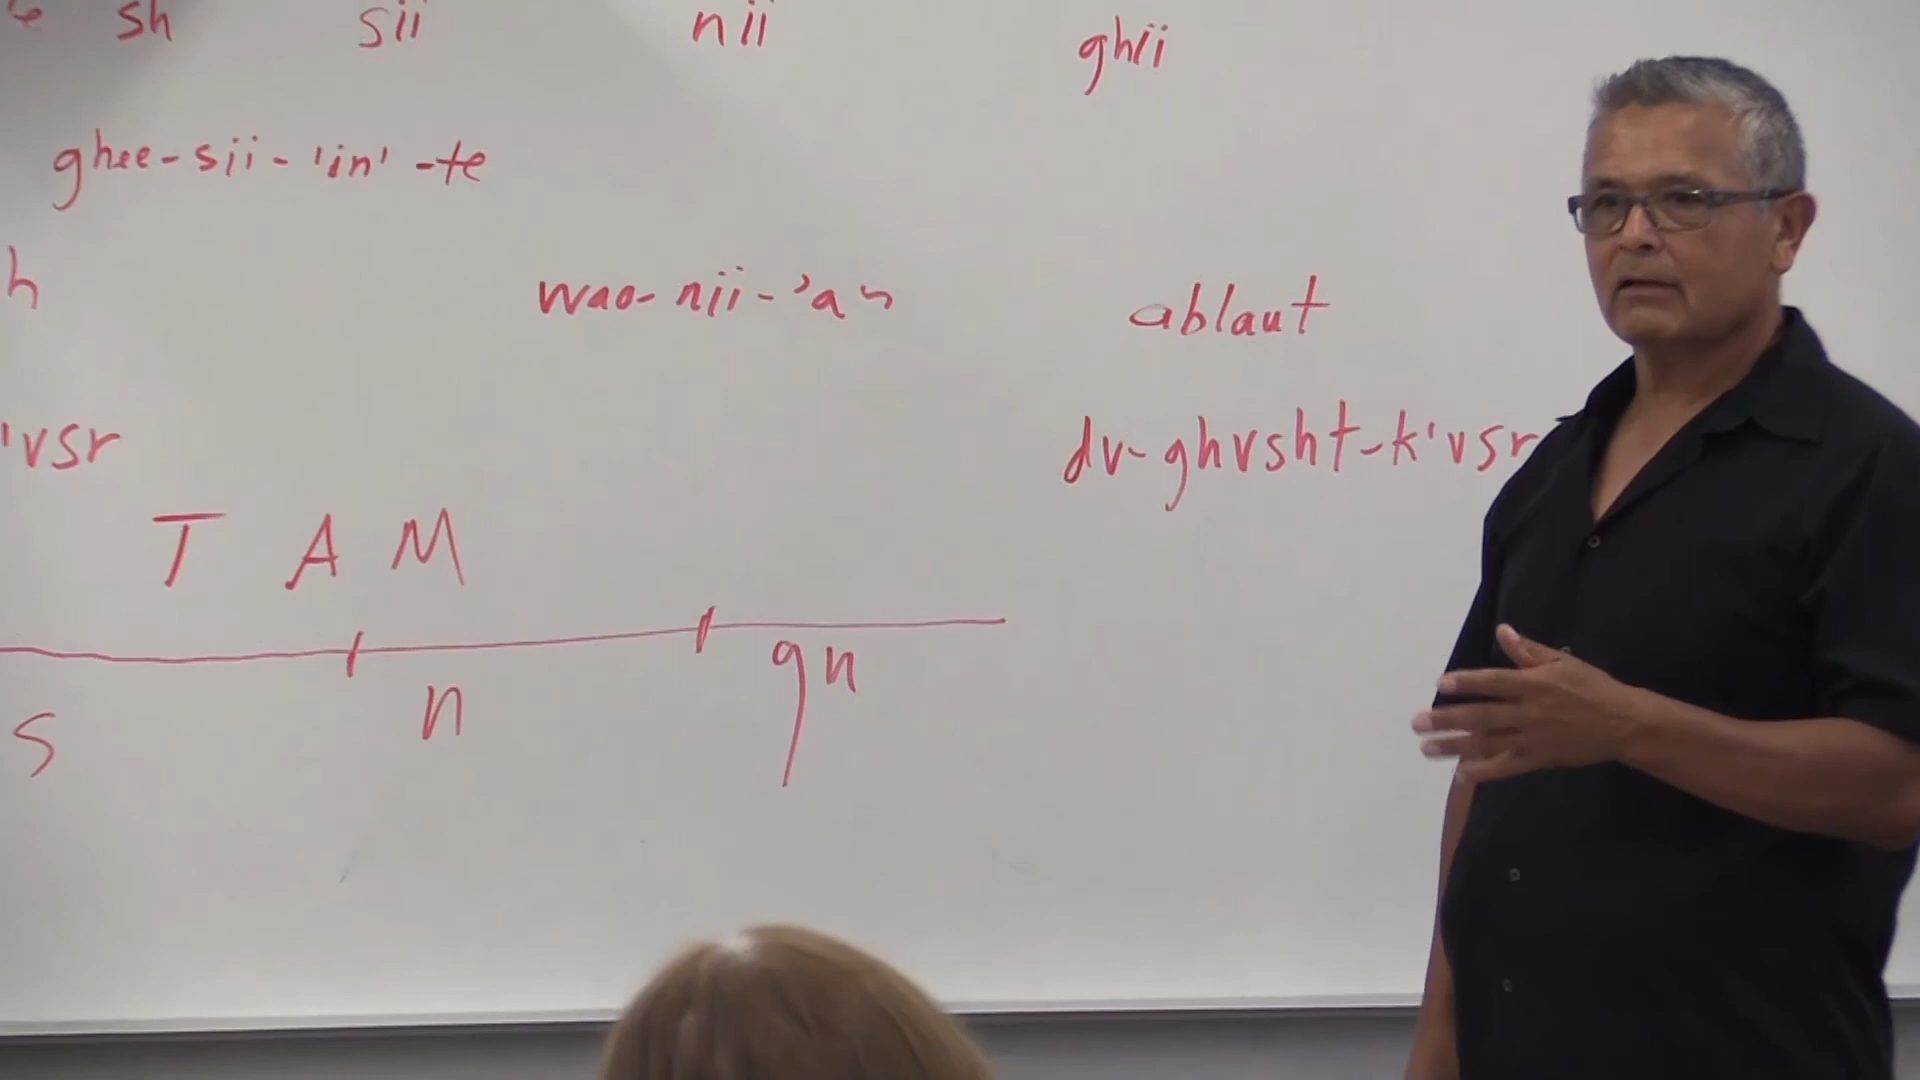 sh sii nii ghii
ghee-sii-'in'-te
h
wao-nii-'an
ablaut
'vsr
dv-ghvsht-k'vsr
T A M
s n gn